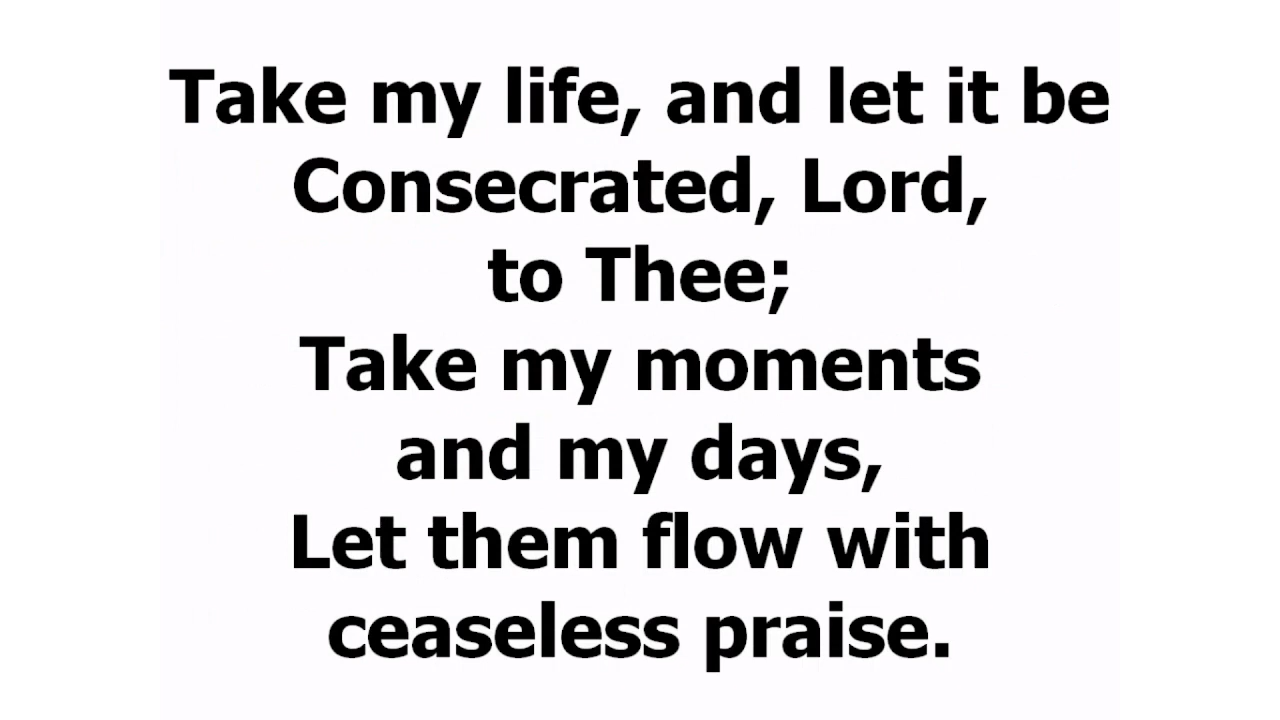 Take my life, and let it be
Consecrated, Lord,
to Thee;
Take my moments
and my days,
Let them flow with
ceaseless praise.